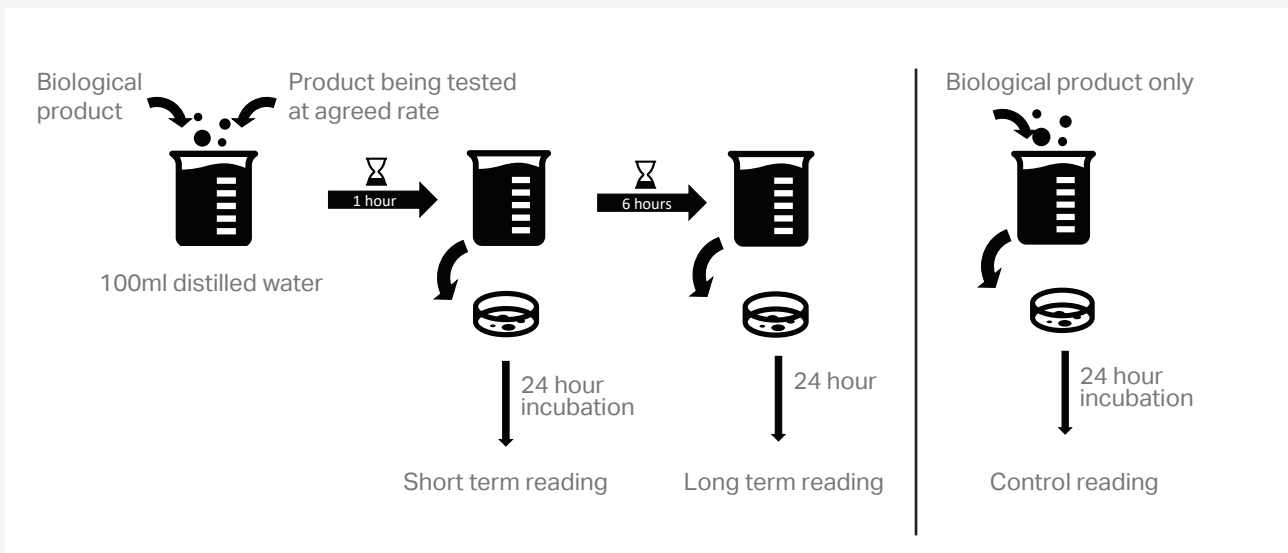 Biological
product
Product being tested
at agreed rate
1 hour
6 hours
100ml distilled water
24 hour
incubation
24 hour
Short term reading
Long term reading
Biological product only
24 hour
incubation
Control reading